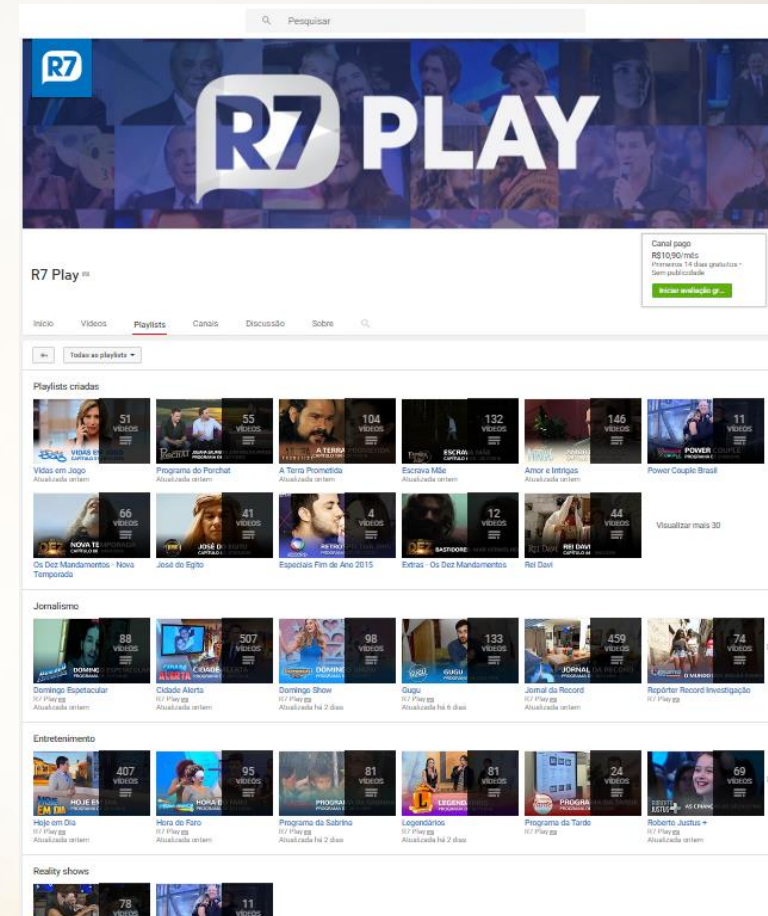 Pesquisar
R7
R7 PLAY
Canal pago
R$10,90/mês
Primeiros 14 dias gratuitos •
Sem publicidade
Iniciar avaliação gr...
R7 Play
Início Vídeos Playlists Canais Discussão Sobre
Todas as playlists
Playlists criadas
51 VÍDEOS 55 VÍDEOS 104 VÍDEOS 132 VÍDEOS 146 VÍDEOS 11 VÍDEOS
Vidas em Jogo Programa do Porchat A Terra Prometida Escrava Mãe Amor e Intrigas Power Couple Brasil
Atualizada ontem Atualizada ontem Atualizada ontem Atualizada ontem Atualizada ontem
66 VÍDEOS 41 VÍDEOS 4 VÍDEOS 12 VÍDEOS 44 VÍDEOS
Visualizar mais 30
Os Dez Mandamentos - Nova Temporada José do Egito Especiais Fim de Ano 2015 Extras - Os Dez Mandamentos Rei Davi
Jornalismo
88 VÍDEOS 507 VÍDEOS 98 VÍDEOS 133 VÍDEOS 459 VÍDEOS 74 VÍDEOS
Domingo Espetacular Cidade Alerta Domingo Show Gugu Jornal da Record Repórter Record Investigação
R7 Play R7 Play R7 Play R7 Play R7 Play R7 Play
Atualizada ontem Atualizada ontem Atualizada há 2 dias Atualizada há 6 dias Atualizada ontem
Entretenimento
407 VÍDEOS 95 VÍDEOS 81 VÍDEOS 81 VÍDEOS 24 VÍDEOS 69 VÍDEOS
Hoje em Dia Hora do Faro Programa da Sabrina Legendários Programa da Tarde Roberto Justus +
R7 Play R7 Play R7 Play R7 Play R7 Play R7 Play
Atualizada ontem Atualizada ontem Atualizada há 2 dias Atualizada há 2 dias Atualizada ontem
Reality shows
78 VÍDEOS 11 VÍDEOS